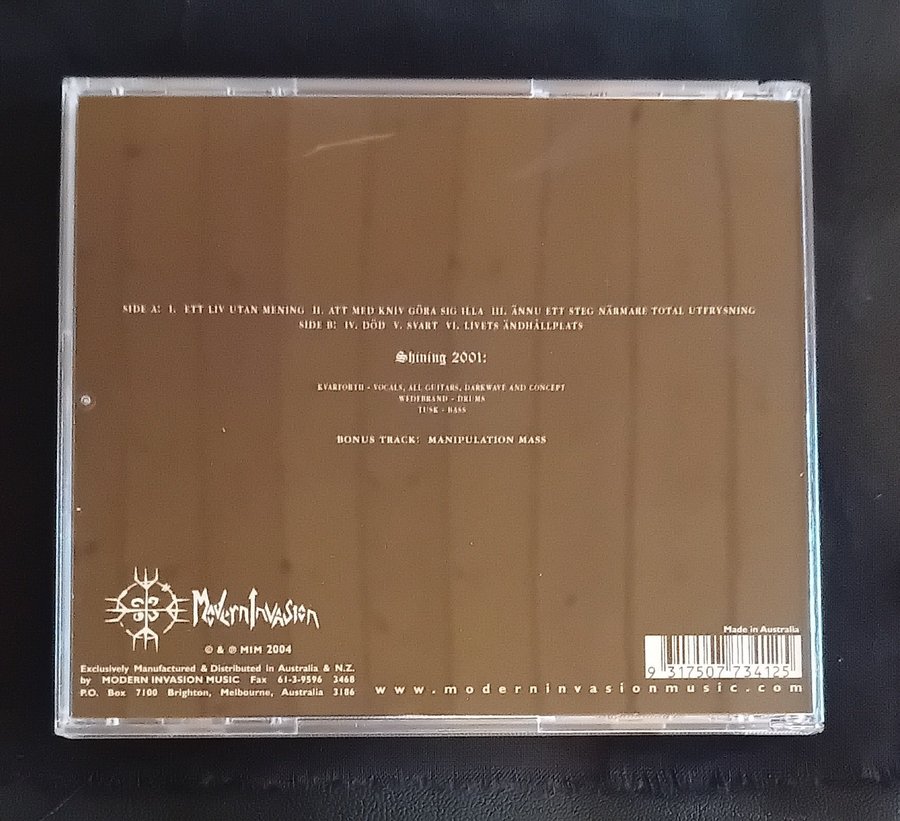 SIDE A: I. ETT LIV UTAN MENING II. ATT MED KNIV GÖRA SIG ILLA III. ÄNNU ETT STEG NÄRMARE TOTAL UTFRYSNING
SIDE B: IV. DÖD V. SVART VI. LIVETS ÄNDHÅLLPLATS
Shining 2001:
KVARFORTH - VOCALS, ALL GUITARS, DARKWAVE AND CONCEPT
WEDEBRAND - DRUMS
TUSK - BASS
BONUS TRACK: MANIPULATION MASS
ModernInvasion
© & ℗ MIM 2004
Exclusively Manufactured & Distributed in Australia & N.Z.
by MODERN INVASION MUSIC Fax 61-3-9596 3468
P.O. Box 7100 Brighton, Melbourne, Australia 3186
www.moderninvasionmusic.com
Made in Australia
9 317507 734125